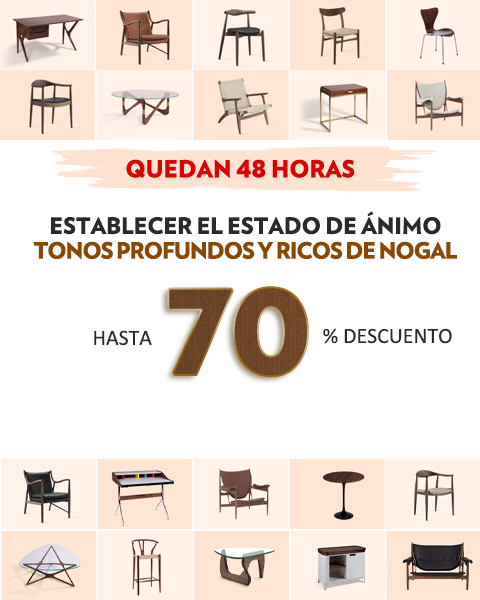 QUEDAN 48 HORAS
ESTABLECER EL ESTADO DE ÁNIMO
TONOS PROFUNDOS Y RICOS DE NOGAL
HASTA 70 % DESCUENTO